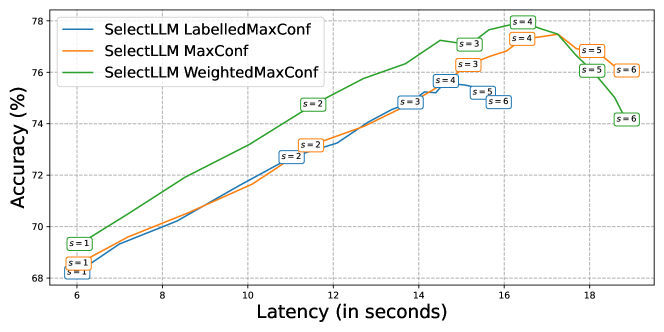 SelectLLM LabelledMaxConf
SelectLLM MaxConf
SelectLLM WeightedMaxConf
Accuracy (%)
78
76
74
72
70
68
s = 4
s = 4
s = 3
s = 5
s = 3
s = 5
s = 6
s = 4
s = 5
s = 3
s = 6
s = 2
s = 6
s = 2
s = 2
s = 1
s = 1
s = 1
6
8
10
12
14
16
18
Latency (in seconds)